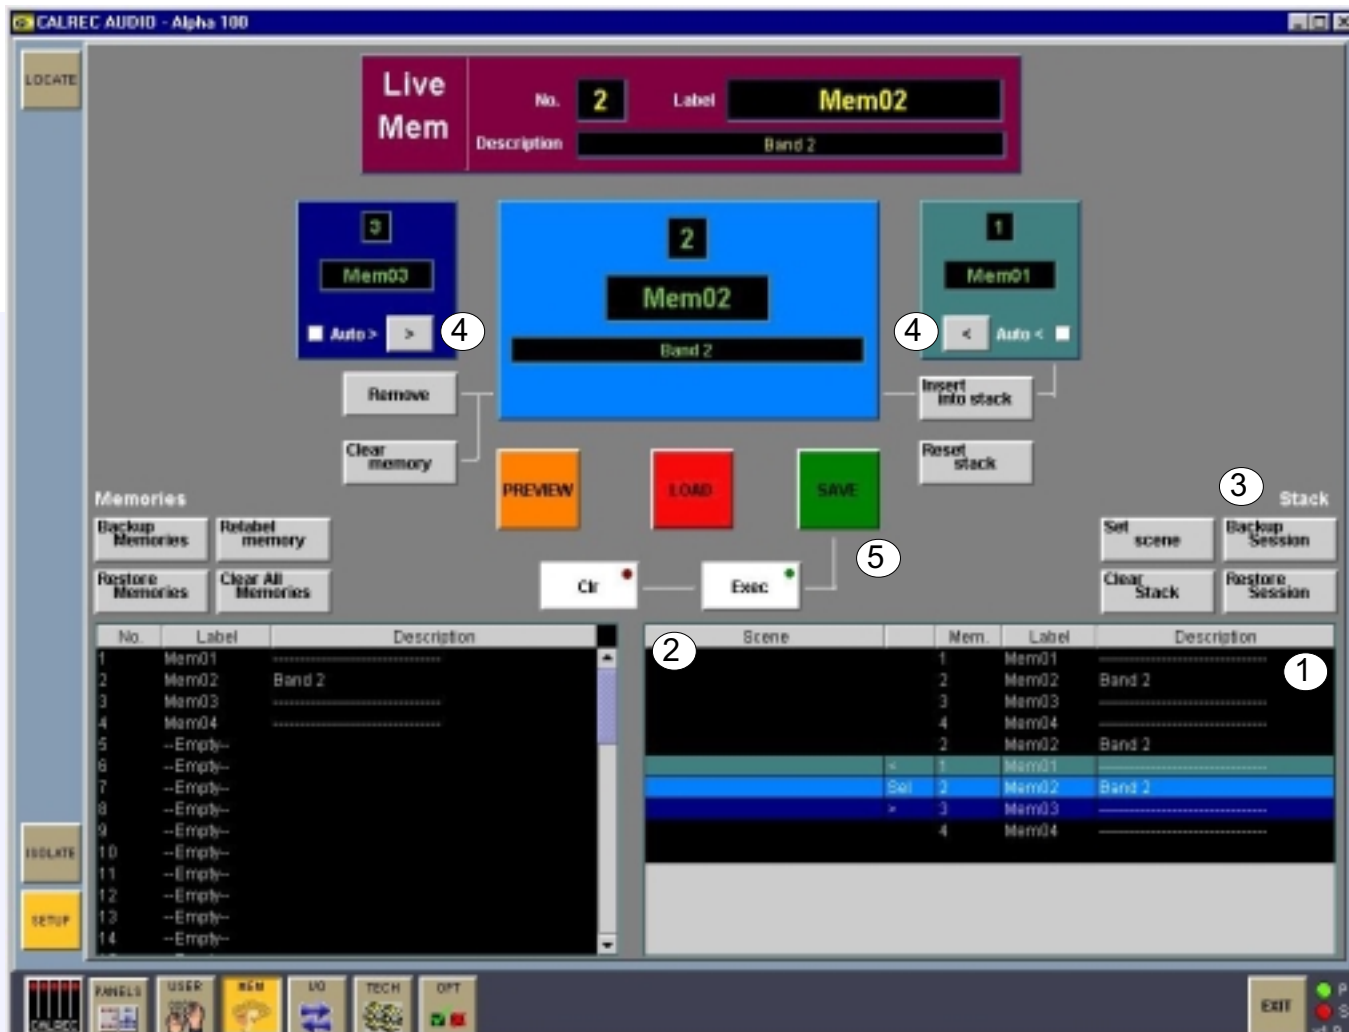 CALREC AUDIO - Alpha 100
LOCATE
Live Mem
No. 2 Label Mem02
Description Band 2
3
Mem03
Auto > >
4
2
Mem02
Band 2
1
Mem01
4
< Auto <
Remove
Insert into stack
Clear memory
Reset stack
PREVIEW
LOAD
SAVE
Memories
3
Stack
Backup Memories
Relabel memory
Set scene
Backup Session
5
Restore Memories
Clear All Memories
Clr
Exec
Clear Stack
Restore Session
No. Label Description
1 Mem01 ------------------------------
2 Mem02 Band 2
3 Mem03 ------------------------------
4 Mem04 ------------------------------
5 --Empty--
6 --Empty--
7 --Empty--
8 --Empty--
9 --Empty--
10 --Empty--
11 --Empty--
12 --Empty--
13 --Empty--
14 --Empty--
2
Scene Mem. Label Description
1
1 Mem01 ------------------------------
2 Mem02 Band 2
3 Mem03 ------------------------------
4 Mem04 ------------------------------
2 Mem02 Band 2
< 1 Mem01 ------------------------------
Sel 2 Mem02 Band 2
> 3 Mem03 ------------------------------
4 Mem04 ------------------------------
ISOLATE
SETUP
CALREC
PANELS
USER
MEM
I/O
TECH
OPT
EXIT
P
S